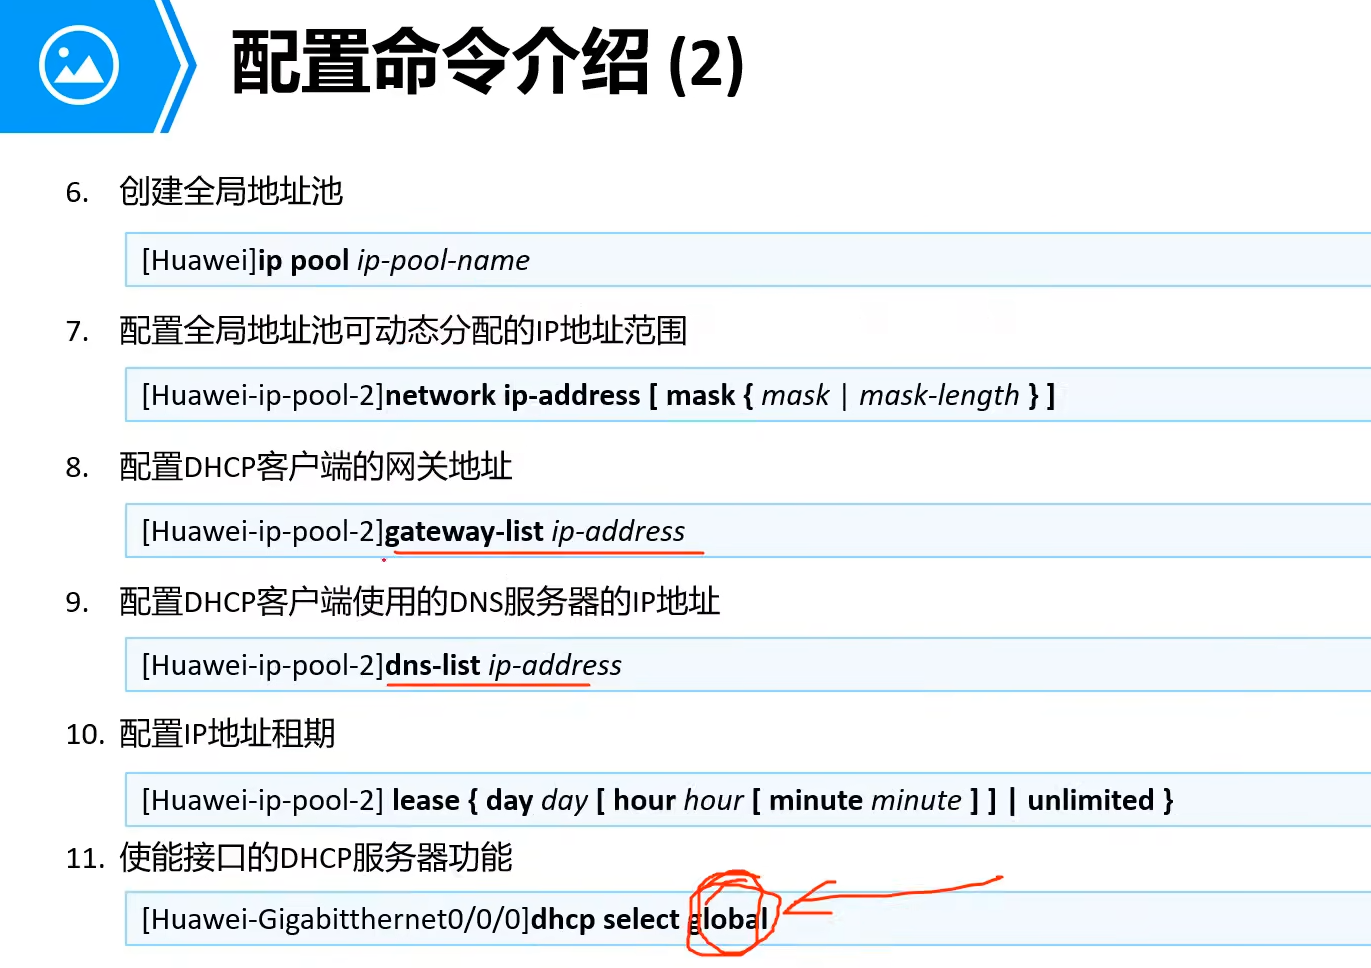 配置命令介绍 (2)
6. 创建全局地址池
[Huawei]ip pool ip-pool-name
7. 配置全局地址池可动态分配的IP地址范围
[Huawei-ip-pool-2]network ip-address [ mask { mask | mask-length } ]
8. 配置DHCP客户端的网关地址
[Huawei-ip-pool-2]gateway-list ip-address
9. 配置DHCP客户端使用的DNS服务器的IP地址
[Huawei-ip-pool-2]dns-list ip-address
10. 配置IP地址租期
[Huawei-ip-pool-2] lease { day day [ hour hour [ minute minute ] ] | unlimited }
11. 使能接口的DHCP服务器功能
[Huawei-Gigabitthernet0/0/0]dhcp select global